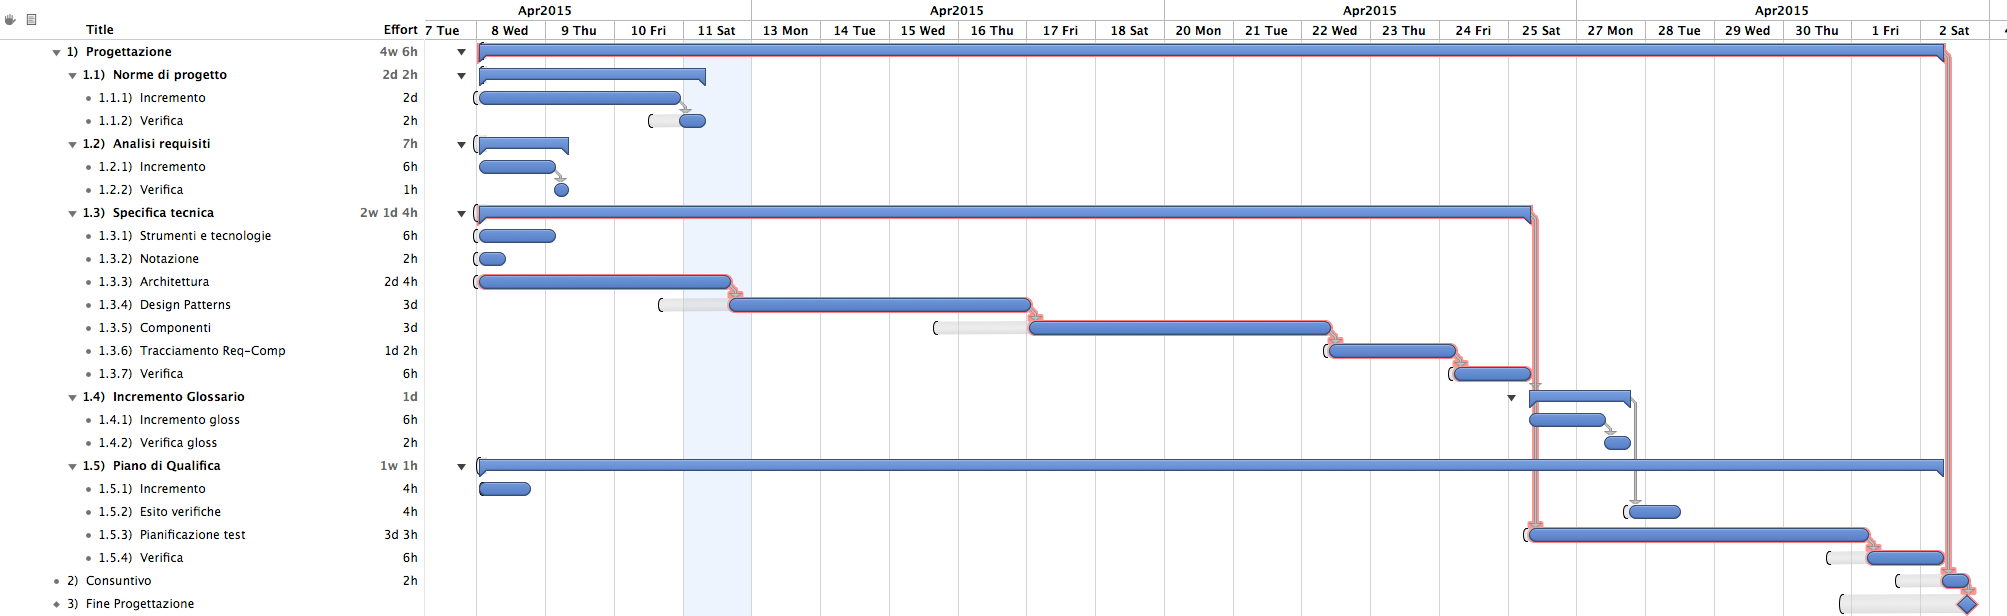 Apr2015 Apr2015 Apr2015 Apr2015
Title Effort 7 Tue 8 Wed 9 Thu 10 Fri 11 Sat 13 Mon 14 Tue 15 Wed 16 Thu 17 Fri 18 Sat 20 Mon 21 Tue 22 Wed 23 Thu 24 Fri 25 Sat 27 Mon 28 Tue 29 Wed 30 Thu 1 Fri 2 Sat
1) Progettazione 4w 6h
1.1) Norme di progetto 2d 2h
1.1.1) Incremento 2d
1.1.2) Verifica 2h
1.2) Analisi requisiti 7h
1.2.1) Incremento 6h
1.2.2) Verifica 1h
1.3) Specifica tecnica 2w 1d 4h
1.3.1) Strumenti e tecnologie 6h
1.3.2) Notazione 2h
1.3.3) Architettura 2d 4h
1.3.4) Design Patterns 3d
1.3.5) Componenti 3d
1.3.6) Tracciamento Req-Comp 1d 2h
1.3.7) Verifica 6h
1.4) Incremento Glossario 1d
1.4.1) Incremento gloss 6h
1.4.2) Verifica gloss 2h
1.5) Piano di Qualifica 1w 1h
1.5.1) Incremento 4h
1.5.2) Esito verifiche 4h
1.5.3) Pianificazione test 3d 3h
1.5.4) Verifica 6h
2) Consuntivo 2h
3) Fine Progettazione